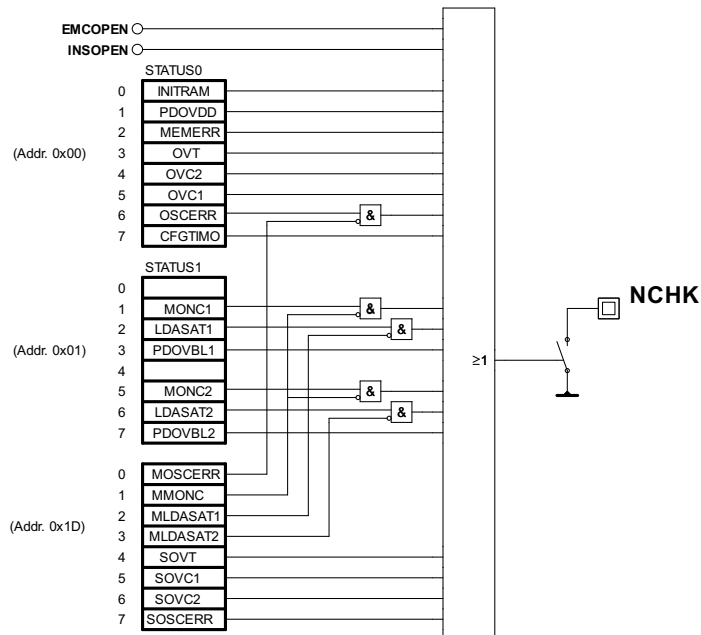 EMCOPEN
INSOPEN
STATUS0
0 INITRAM
1 PDOVDD
2 MEMERR
(Addr. 0x00) 3 OVT
4 OVC2
5 OVC1
6 OSCERR &
7 CFGTIMO
STATUS1
0
1 MONC1 &
2 LDASAT1 &
(Addr. 0x01) 3 PDOVBL1
4
5 MONC2 &
6 LDASAT2 &
7 PDOVBL2
≥1
NCHK
0 MOSCERR
1 MMONC
(Addr. 0x1D) 2 MLDASAT1
3 MLDASAT2
4 SOVT
5 SOVC1
6 SOVC2
7 SOSCERR